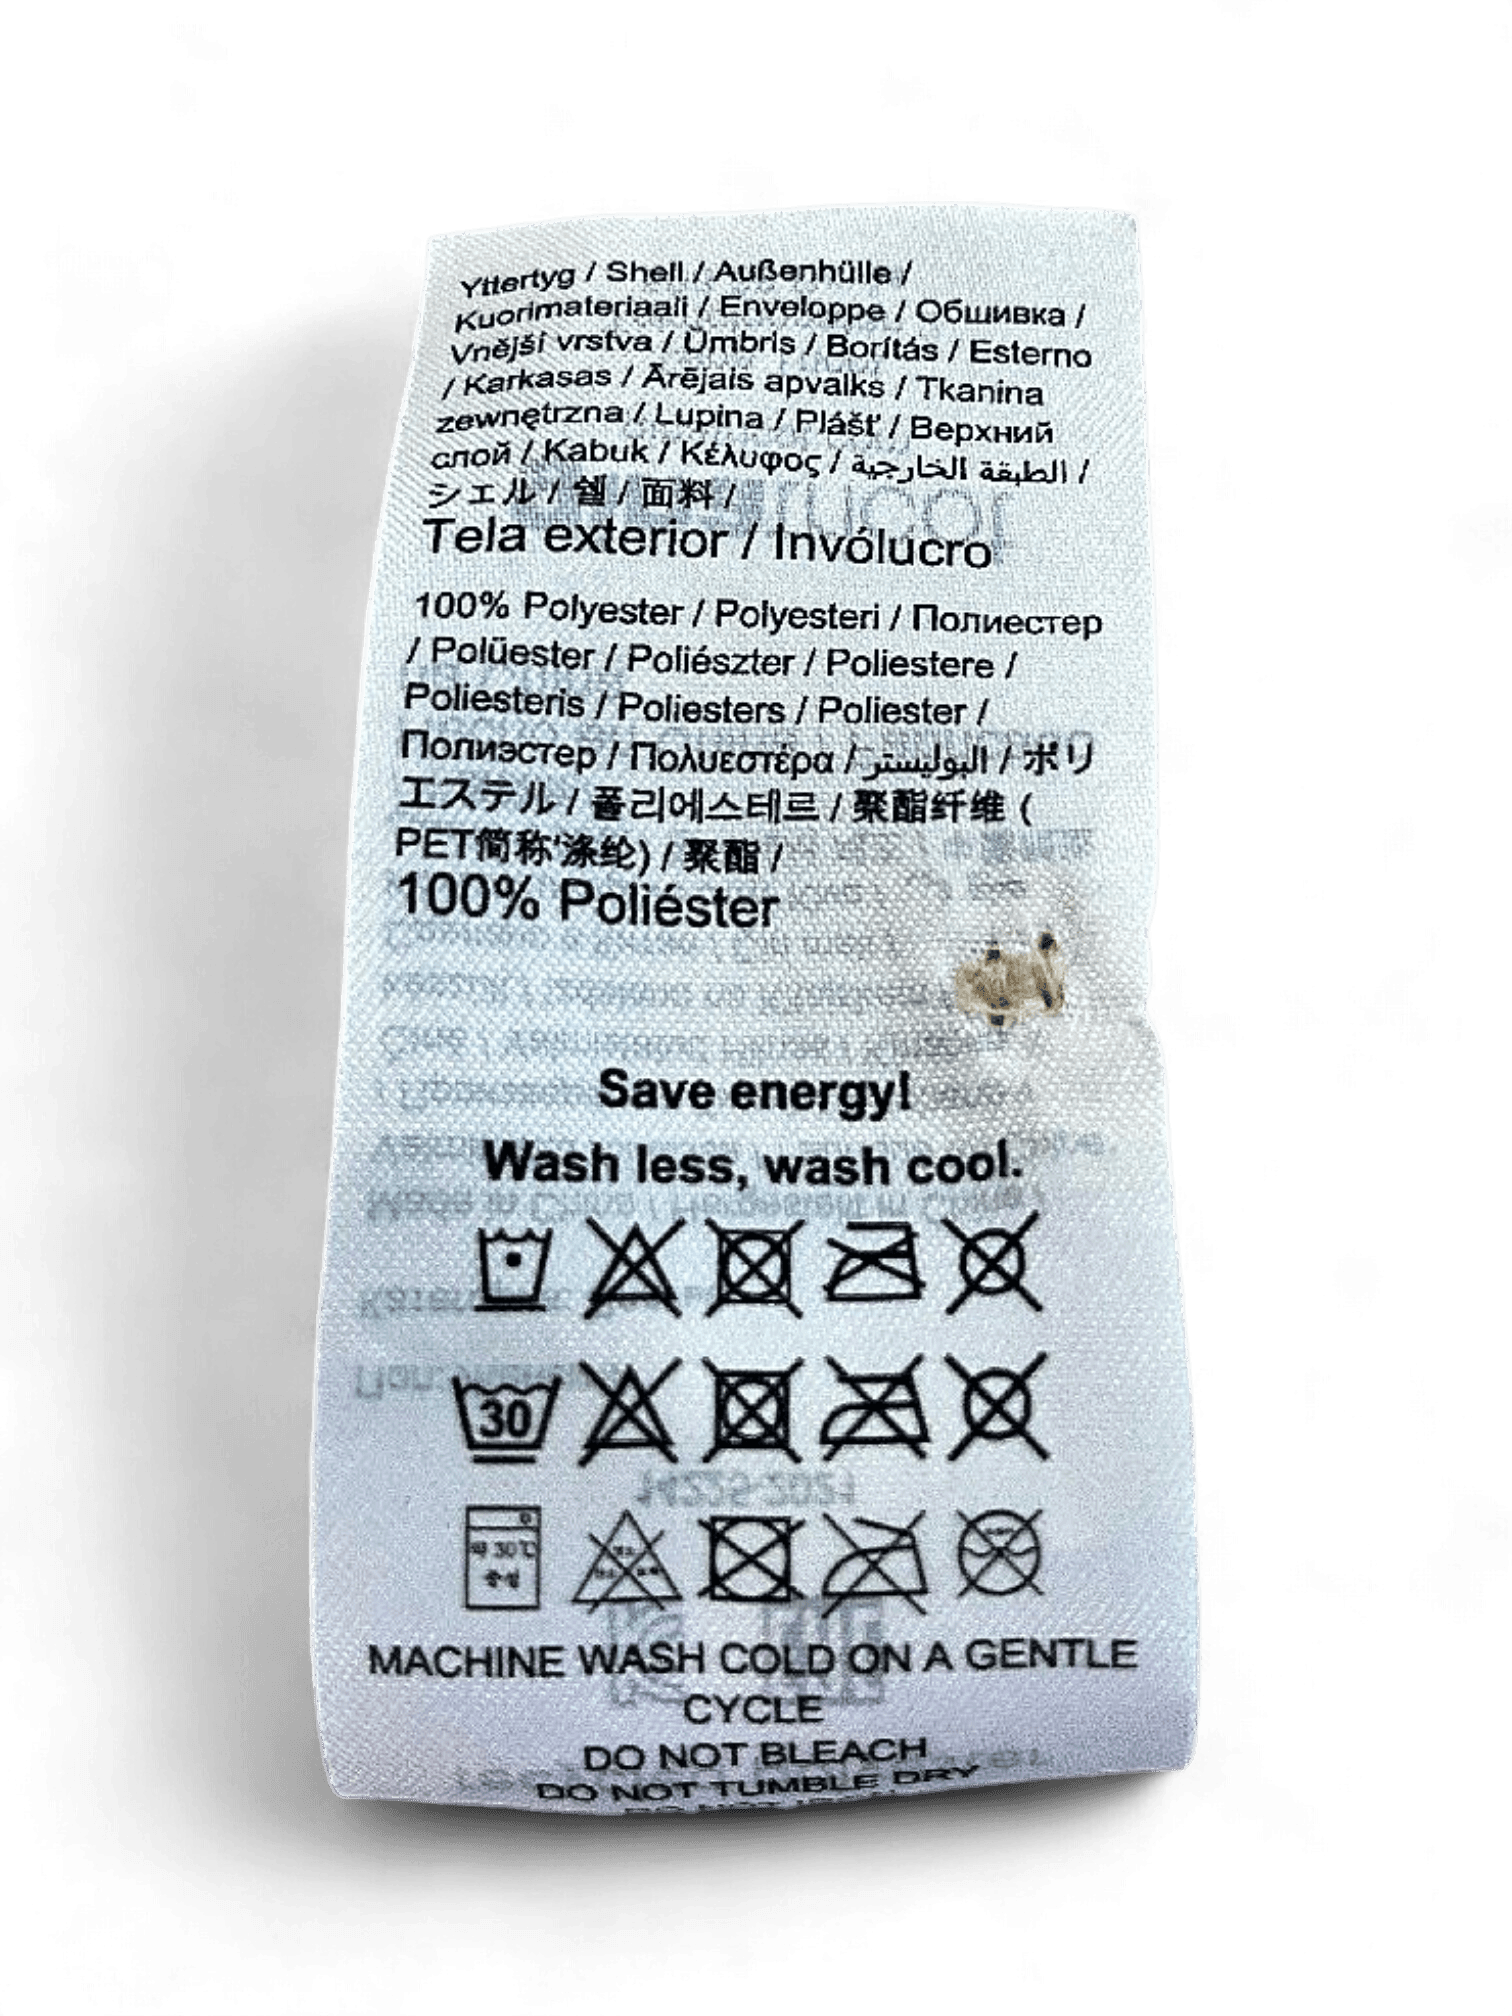 Yttertyg / Shell / Außenhülle /
Kuorimateriaali / Enveloppe / Обшивка /
Vnější vrstva / Ümbris / Borítás / Esterno
/ Karkasas / Ārējais apvalks / Tkanina
zewnętrzna / Lupina / Plášť / Верхний
слой / Kabuk / Κέλυφος / الطبقة الخارجية /
シェル / 쉘 / 面料 /
Tela exterior / Invólucro
100% Polyester / Polyesteri / Полиестер
/ Polüester / Poliészter / Poliestere /
Poliesteris / Poliesters / Poliester /
Полиэстер / Πολυεστέρα / البوليستر / ポリ
エステル / 폴리에스테르 / 聚酯纤维 (
PET简称'涤纶) / 聚酯 /
100% Poliéster
Save energy!
Wash less, wash cool.
30
30℃
MACHINE WASH COLD ON A GENTLE
CYCLE
DO NOT BLEACH
DO NOT TUMBLE DRY